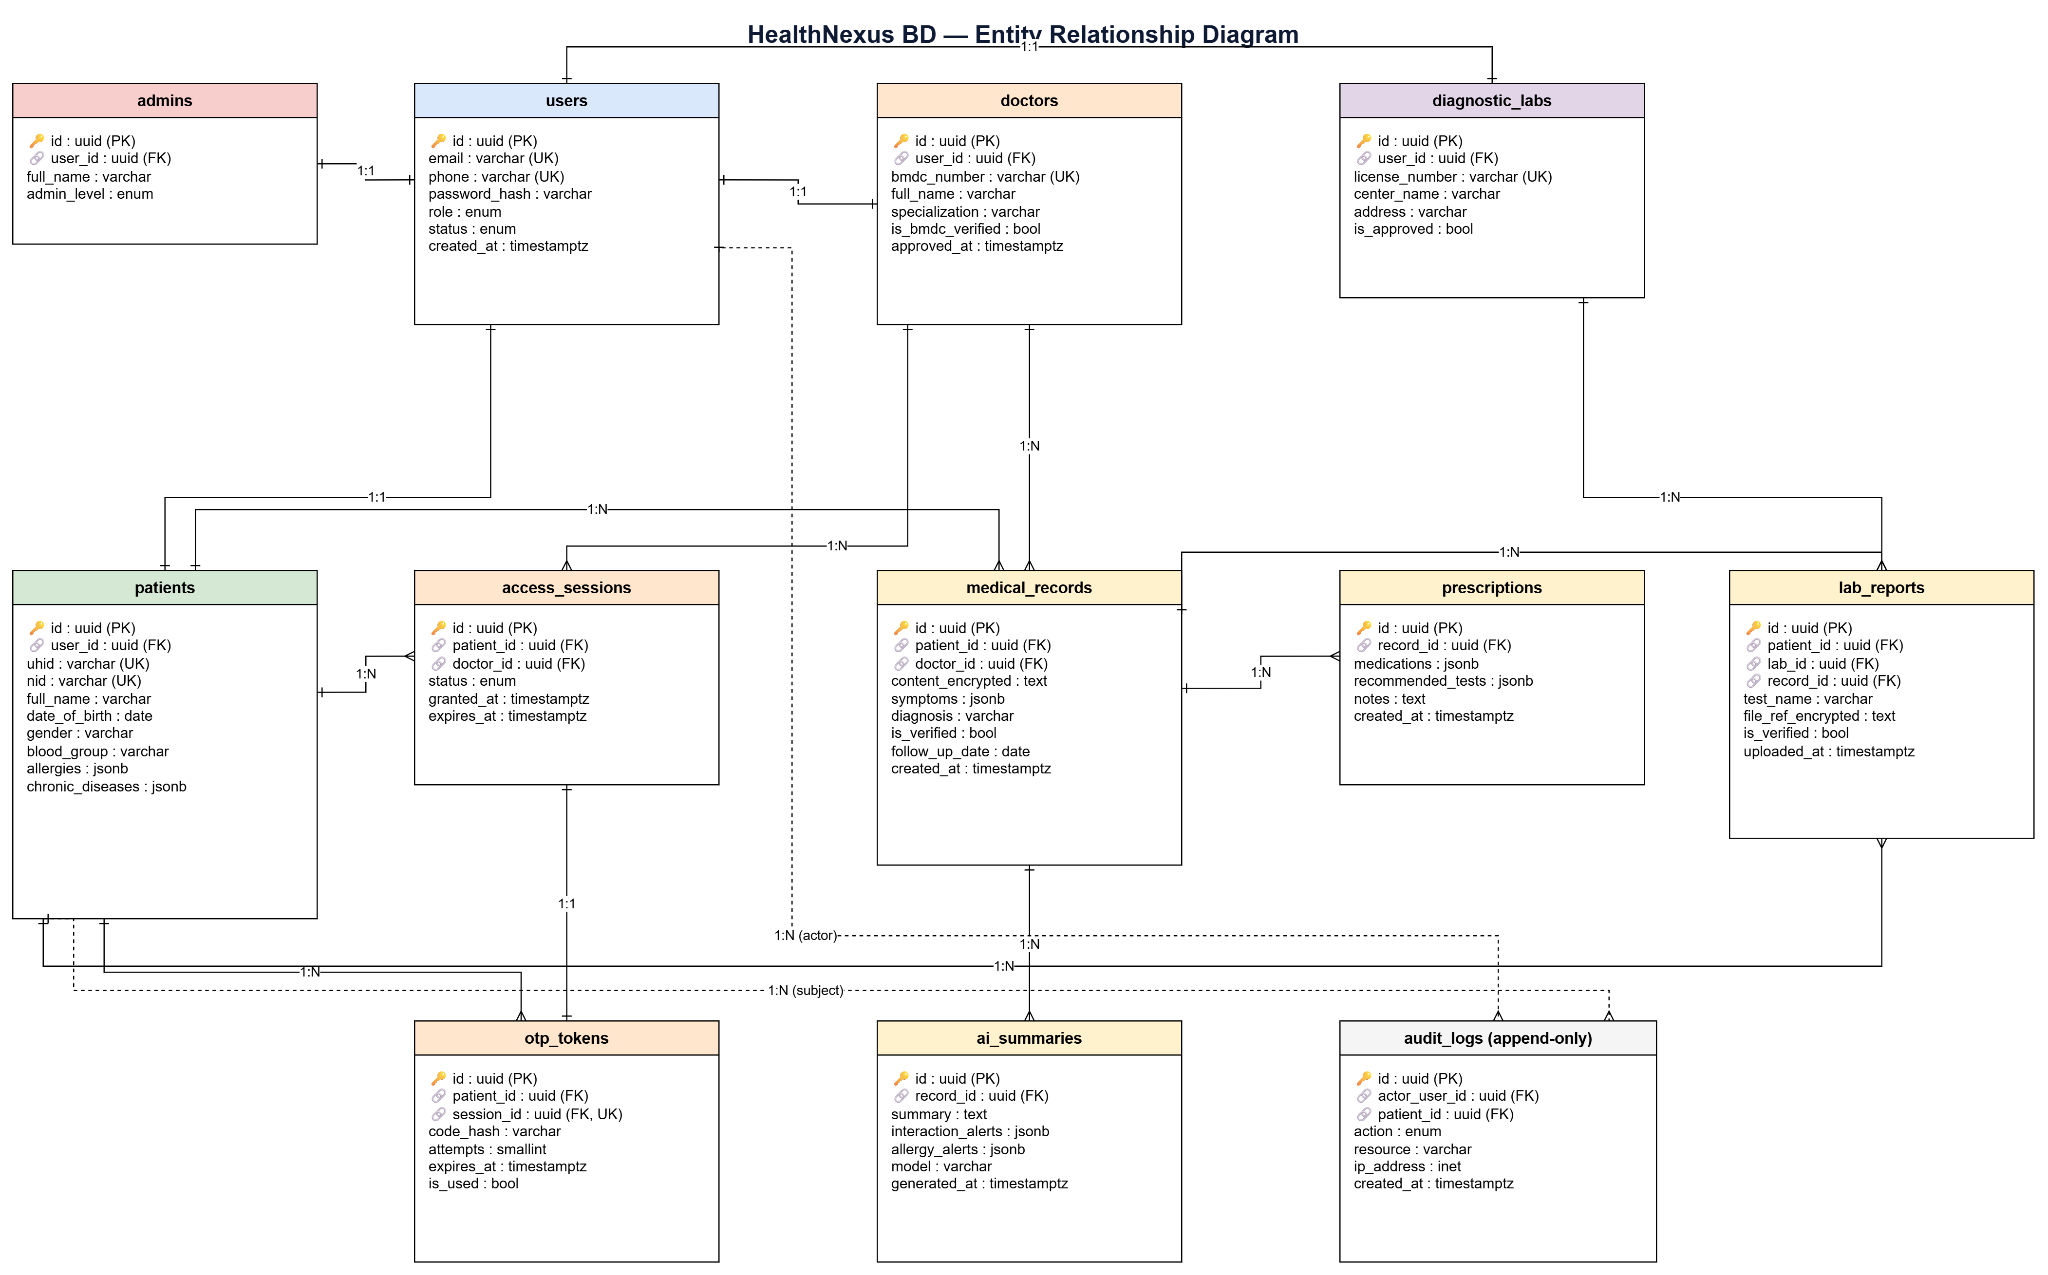 HealthNexus BD — Entity Relationship Diagram
1:1
admins
🔑 id : uuid (PK)
🔗 user_id : uuid (FK)
full_name : varchar
admin_level : enum
1:1
users
🔑 id : uuid (PK)
email : varchar (UK)
phone : varchar (UK)
password_hash : varchar
role : enum
status : enum
created_at : timestamptz
1:1
doctors
🔑 id : uuid (PK)
🔗 user_id : uuid (FK)
bmdc_number : varchar (UK)
full_name : varchar
specialization : varchar
is_bmdc_verified : bool
approved_at : timestamptz
diagnostic_labs
🔑 id : uuid (PK)
🔗 user_id : uuid (FK)
license_number : varchar (UK)
center_name : varchar
address : varchar
is_approved : bool
1:N
1:1
1:N
1:N
1:N
1:N
patients
🔑 id : uuid (PK)
🔗 user_id : uuid (FK)
uhid : varchar (UK)
nid : varchar (UK)
full_name : varchar
date_of_birth : date
gender : varchar
blood_group : varchar
allergies : jsonb
chronic_diseases : jsonb
1:N
access_sessions
🔑 id : uuid (PK)
🔗 patient_id : uuid (FK)
🔗 doctor_id : uuid (FK)
status : enum
granted_at : timestamptz
expires_at : timestamptz
medical_records
🔑 id : uuid (PK)
🔗 patient_id : uuid (FK)
🔗 doctor_id : uuid (FK)
content_encrypted : text
symptoms : jsonb
diagnosis : varchar
is_verified : bool
follow_up_date : date
created_at : timestamptz
1:N
prescriptions
🔑 id : uuid (PK)
🔗 record_id : uuid (FK)
medications : jsonb
recommended_tests : jsonb
notes : text
created_at : timestamptz
lab_reports
🔑 id : uuid (PK)
🔗 patient_id : uuid (FK)
🔗 lab_id : uuid (FK)
🔗 record_id : uuid (FK)
test_name : varchar
file_ref_encrypted : text
is_verified : bool
uploaded_at : timestamptz
1:1
1:N (actor)
1:N
1:N
1:N
1:N (subject)
otp_tokens
🔑 id : uuid (PK)
🔗 patient_id : uuid (FK)
🔗 session_id : uuid (FK, UK)
code_hash : varchar
attempts : smallint
expires_at : timestamptz
is_used : bool
ai_summaries
🔑 id : uuid (PK)
🔗 record_id : uuid (FK)
summary : text
interaction_alerts : jsonb
allergy_alerts : jsonb
model : varchar
generated_at : timestamptz
audit_logs (append-only)
🔑 id : uuid (PK)
🔗 actor_user_id : uuid (FK)
🔗 patient_id : uuid (FK)
action : enum
resource : varchar
ip_address : inet
created_at : timestamptz